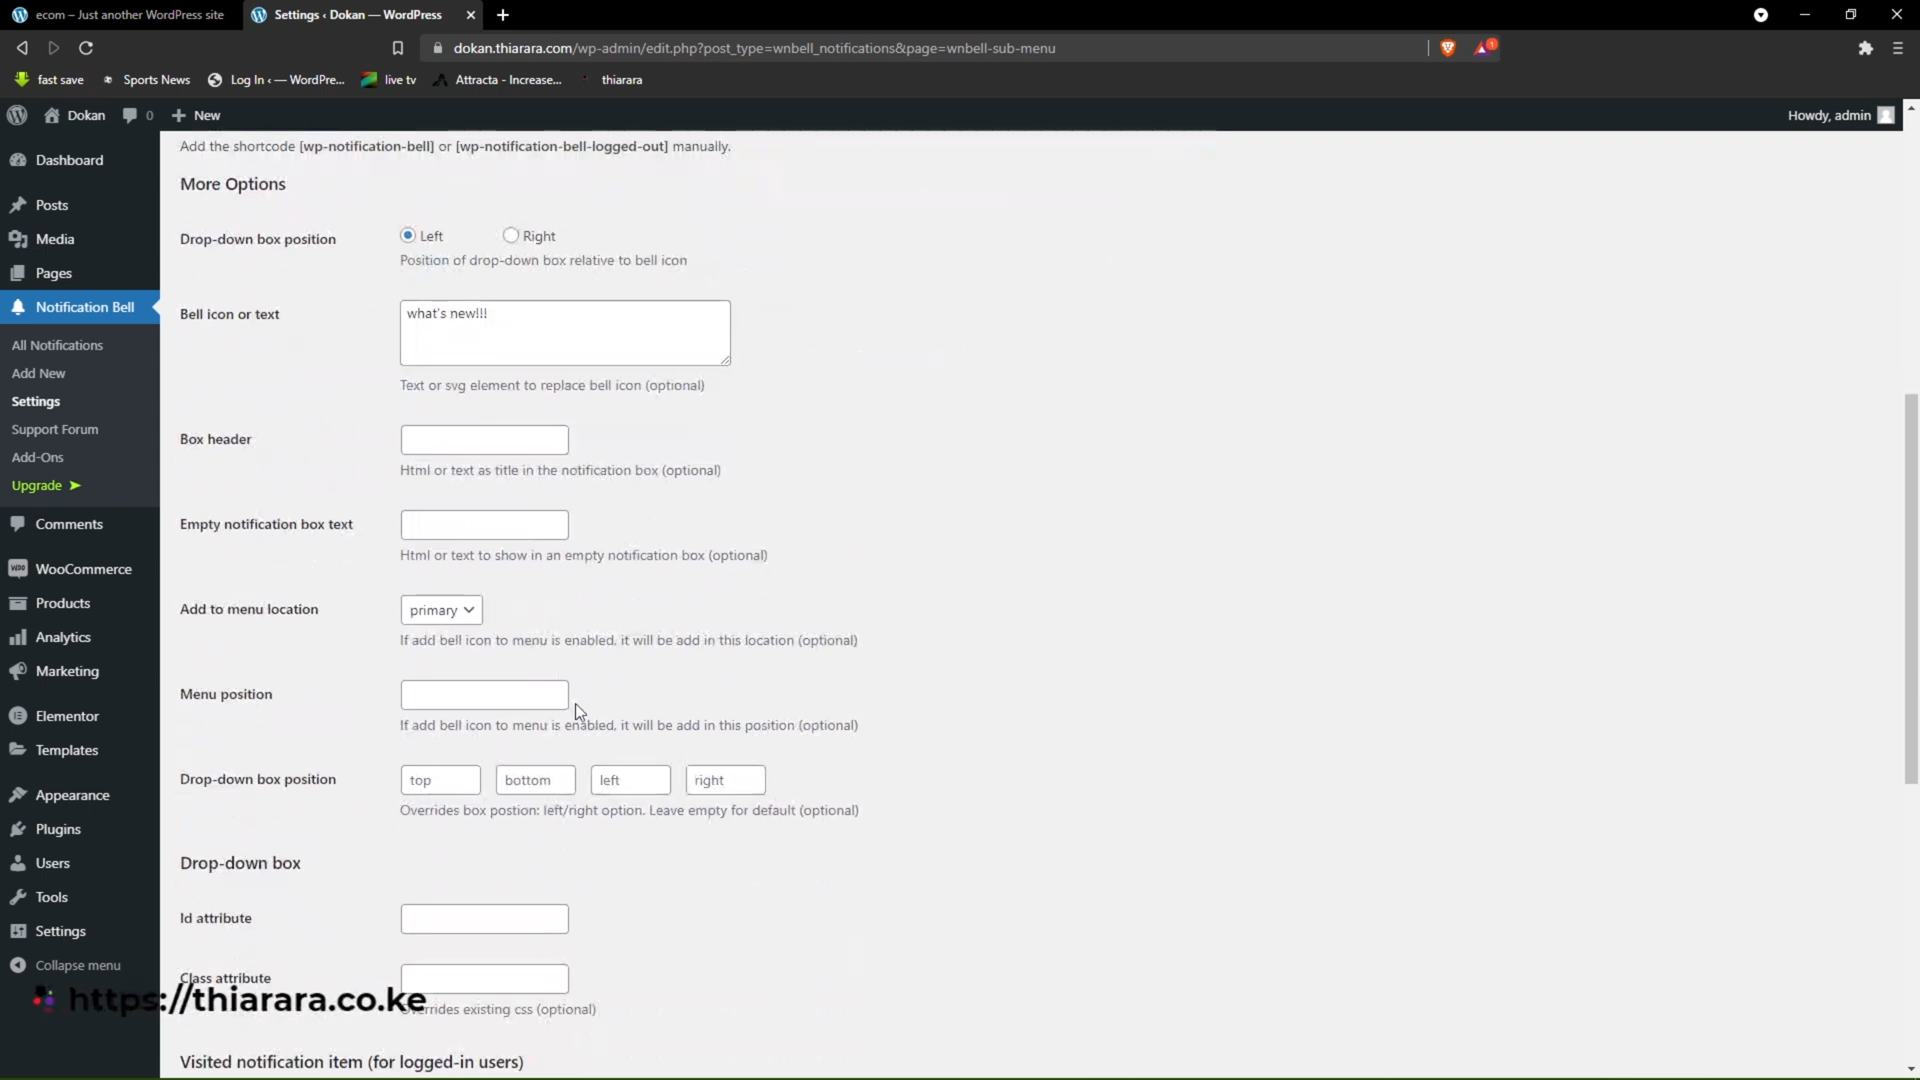 ecom – Just another WordPress site
Settings ‹ Dokan — WordPress
dokan.thiarara.com/wp-admin/edit.php?post_type=wnbell_notifications&page=wnbell-sub-menu
1
fast save
Sports News
Log In ‹ — WordPre...
live tv
Attracta - Increase...
thiarara
Dokan
0
New
Howdy, admin
Dashboard
Posts
Media
Pages
Notification Bell
All Notifications
Add New
Settings
Support Forum
Add-Ons
Upgrade ➤
Comments
WooCommerce
Products
Analytics
Marketing
Elementor
Templates
Appearance
Plugins
Users
Tools
Settings
Collapse menu
Add the shortcode [wp-notification-bell] or [wp-notification-bell-logged-out] manually.
More Options
Drop-down box position
Left
Right
Position of drop-down box relative to bell icon
Bell icon or text
what's new!!!
Text or svg element to replace bell icon (optional)
Box header
Html or text as title in the notification box (optional)
Empty notification box text
Html or text to show in an empty notification box (optional)
Add to menu location
primary
If add bell icon to menu is enabled, it will be add in this location (optional)
Menu position
If add bell icon to menu is enabled, it will be add in this position (optional)
Drop-down box position
top
bottom
left
right
Overrides box postion: left/right option. Leave empty for default (optional)
Drop-down box
Id attribute
Class attribute
Overrides existing css (optional)
https://thiarara.co.ke
Visited notification item (for logged-in users)